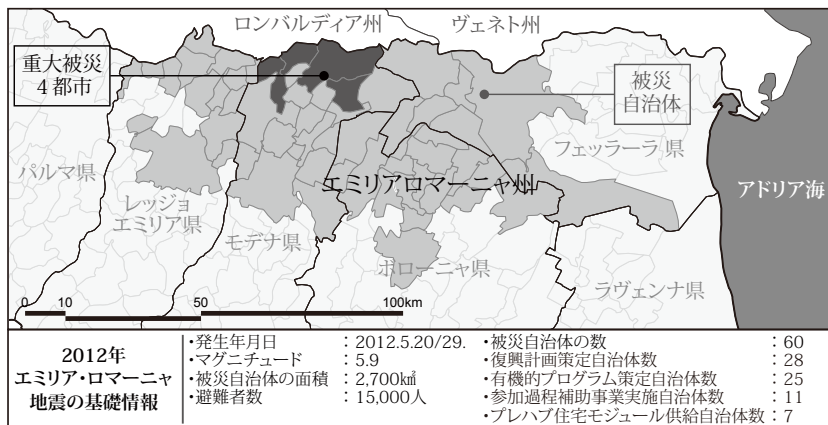 ロンバルディア州
ヴェネト州
重大被災
4都市
被災
自治体
フェッラーラ県
パルマ県
レッジョ
エミリア県
エミリアロマーニャ州
アドリア海
モデナ県
ボローニャ県
ラヴェンナ県
0 10 50 100km
2012年
エミリア・ロマーニャ
地震の基礎情報
・発生年月日 : 2012.5.20/29.
・マグニチュード : 5.9
・被災自治体の面積 : 2,700㎢
・避難者数 : 15,000人
・被災自治体の数 : 60
・復興計画策定自治体数 : 28
・有機的プログラム策定自治体数 : 25
・参加過程補助事業実施自治体数 : 11
・プレハブ住宅モジュール供給自治体数 : 7